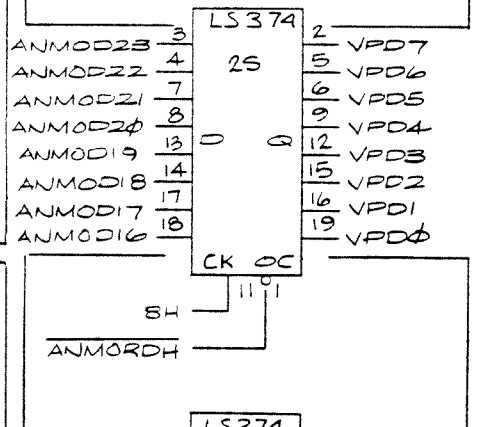 LS374
ANMOD23 3 2 VPD7
ANMOD22 4 2S 5 VPD6
ANMOD21 7 6 VPD5
ANMOD20 8 9 VPD4
ANMOD19 13 D Q 12 VPD3
ANMOD18 14 15 VPD2
ANMOD17 17 16 VPD1
ANMOD16 18 19 VPD0
CK OC
8H 11 1
ANMORDH
LS374